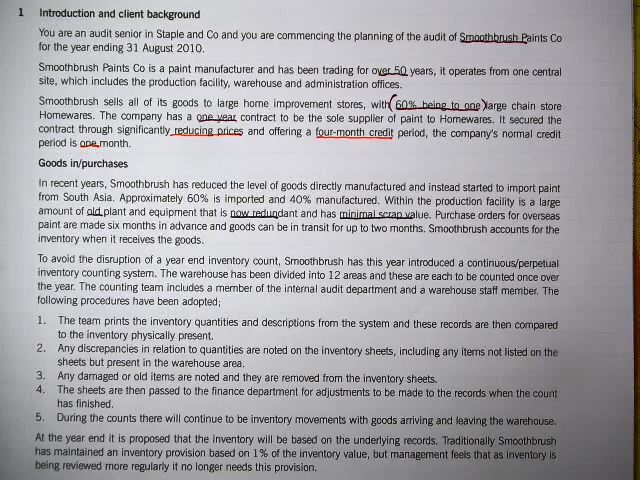 1 Introduction and client background
You are an audit senior in Staple and Co and you are commencing the planning of the audit of Smoothbrush Paints Co
for the year ending 31 August 2010.
Smoothbrush Paints Co is a paint manufacturer and has been trading for over 50 years, it operates from one central
site, which includes the production facility, warehouse and administration offices.
Smoothbrush sells all of its goods to large home improvement stores, with 60% being to one large chain store
Homewares. The company has a one year contract to be the sole supplier of paint to Homewares. It secured the
contract through significantly reducing prices and offering a four-month credit period, the company's normal credit
period is one month.
Goods in/purchases
In recent years, Smoothbrush has reduced the level of goods directly manufactured and instead started to import paint
from South Asia. Approximately 60% is imported and 40% manufactured. Within the production facility is a large
amount of old plant and equipment that is now redundant and has minimal scrap value. Purchase orders for overseas
paint are made six months in advance and goods can be in transit for up to two months. Smoothbrush accounts for the
inventory when it receives the goods.
To avoid the disruption of a year end inventory count, Smoothbrush has this year introduced a continuous/perpetual
inventory counting system. The warehouse has been divided into 12 areas and these are each to be counted once over
the year. The counting team includes a member of the internal audit department and a warehouse staff member. The
following procedures have been adopted;
1. The team prints the inventory quantities and descriptions from the system and these records are then compared
to the inventory physically present.
2. Any discrepancies in relation to quantities are noted on the inventory sheets, including any items not listed on the
sheets but present in the warehouse area.
3. Any damaged or old items are noted and they are removed from the inventory sheets.
4. The sheets are then passed to the finance department for adjustments to be made to the records when the count
has finished.
5. During the counts there will continue to be inventory movements with goods arriving and leaving the warehouse.
At the year end it is proposed that the inventory will be based on the underlying records. Traditionally Smoothbrush
has maintained an inventory provision based on 1% of the inventory value, but management feels that as inventory is
being reviewed more regularly it no longer needs this provision.